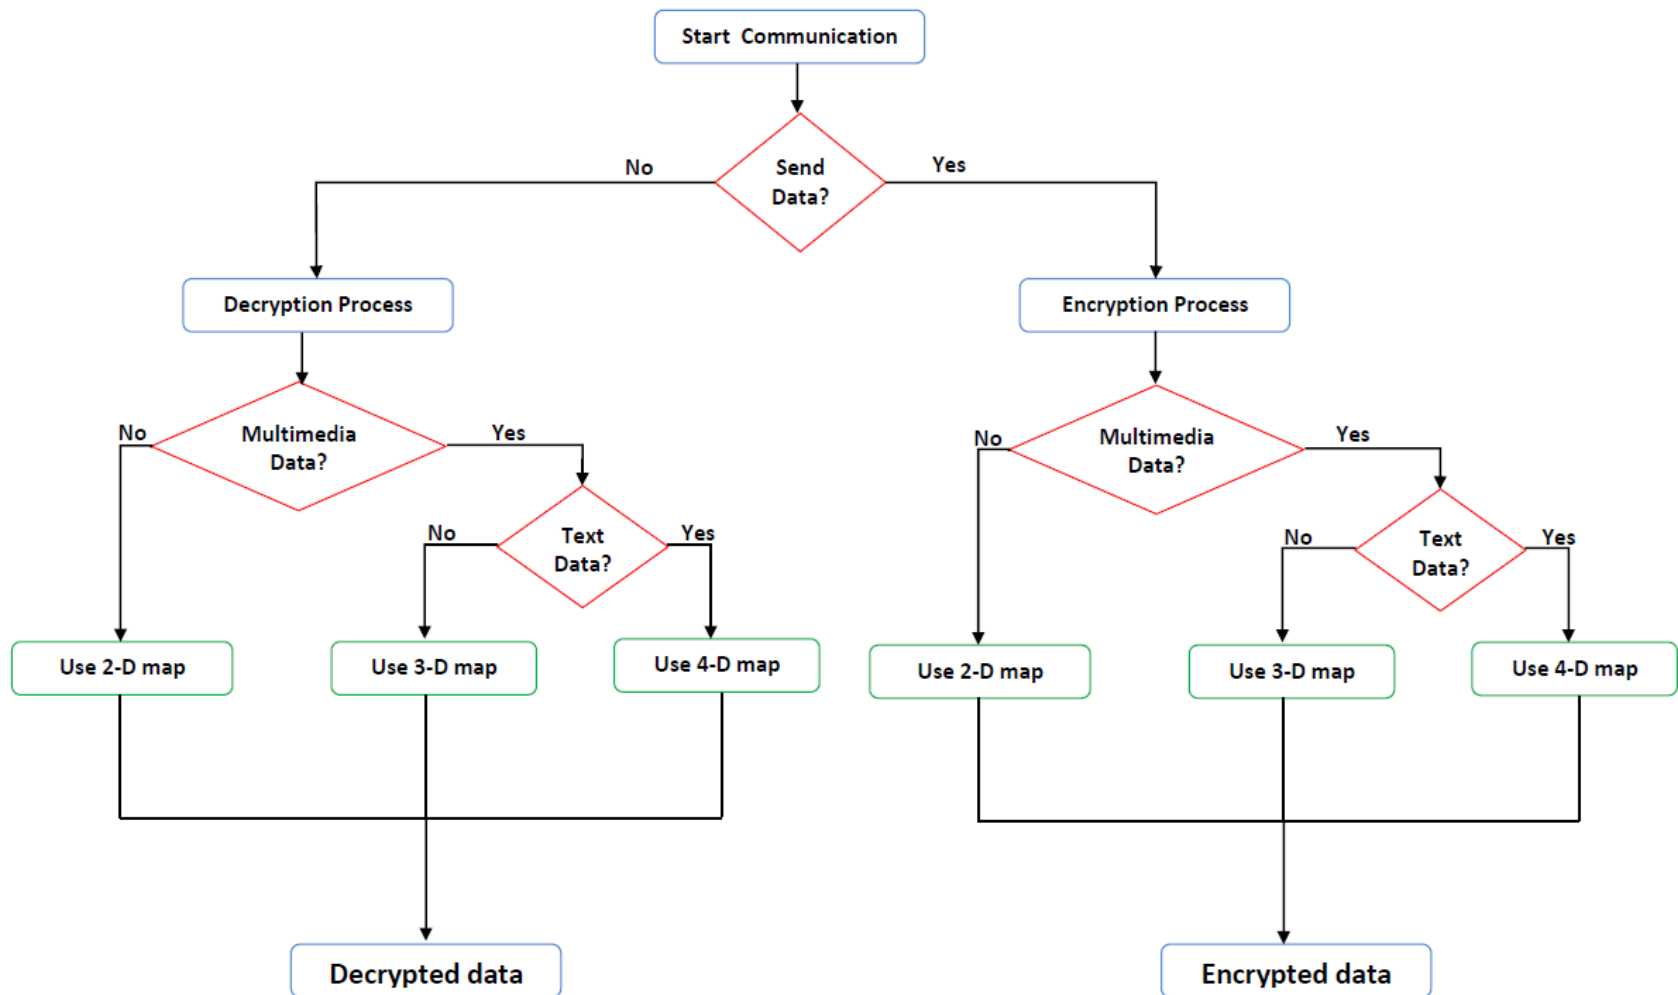 Start Communication
No
Send
Data?
Yes
Decryption Process
Encryption Process
No
Multimedia
Data?
Yes
No
Multimedia
Data?
Yes
No
Text
Data?
Yes
No
Text
Data?
Yes
Use 2-D map
Use 3-D map
Use 4-D map
Use 2-D map
Use 3-D map
Use 4-D map
Decrypted data
Encrypted data